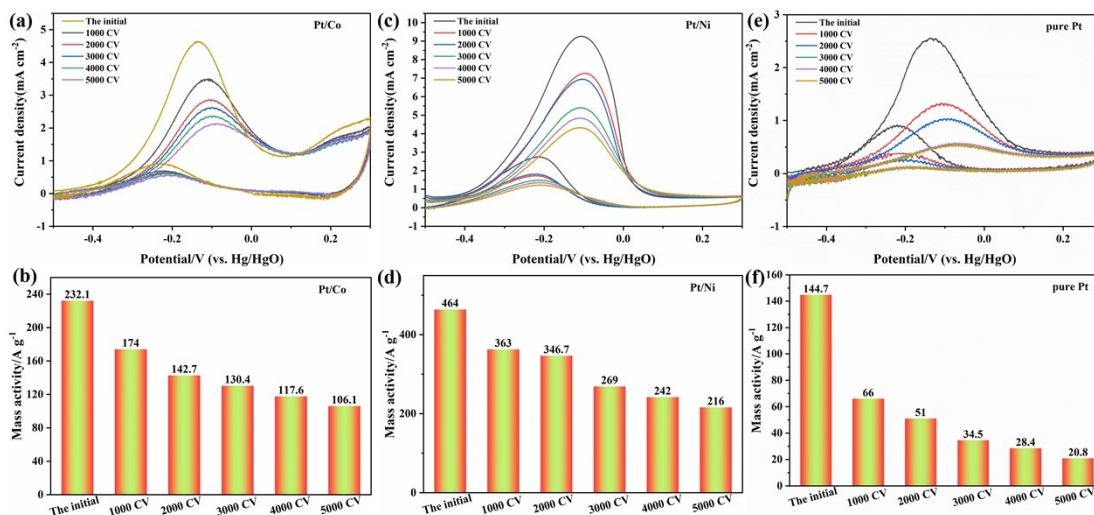 (a)
Pt/Co
The initial
1000 CV
2000 CV
3000 CV
4000 CV
5000 CV
Current density(mA cm-2)
5
4
3
2
1
0
-1
-0.4
-0.2
0.0
0.2
Potential/V (vs. Hg/HgO)
(c)
Pt/Ni
The initial
1000 CV
2000 CV
3000 CV
4000 CV
5000 CV
Current density(mA cm-2)
10
9
8
7
6
5
4
3
2
1
0
-1
-0.4
-0.2
0.0
0.2
Potential/V (vs. Hg/HgO)
(e)
pure Pt
The initial
1000 CV
2000 CV
3000 CV
4000 CV
5000 CV
Current density(mA cm-2)
3
2
1
0
-1
-0.4
-0.2
0.0
0.2
Potential/V (vs. Hg/HgO)
(b)
Pt/Co
Mass activity/A g-1
240
200
160
120
80
40
0
232.1
174
142.7
130.4
117.6
106.1
The initial
1000 CV
2000 CV
3000 CV
4000 CV
5000 CV
(d)
Pt/Ni
Mass activity/A g-1
400
200
0
464
363
346.7
269
242
216
The initial
1000 CV
2000 CV
3000 CV
4000 CV
5000 CV
(f)
pure Pt
Mass activity/A g-1
160
140
120
100
80
60
40
20
0
144.7
66
51
34.5
28.4
20.8
The initial
1000 CV
2000 CV
3000 CV
4000 CV
5000 CV